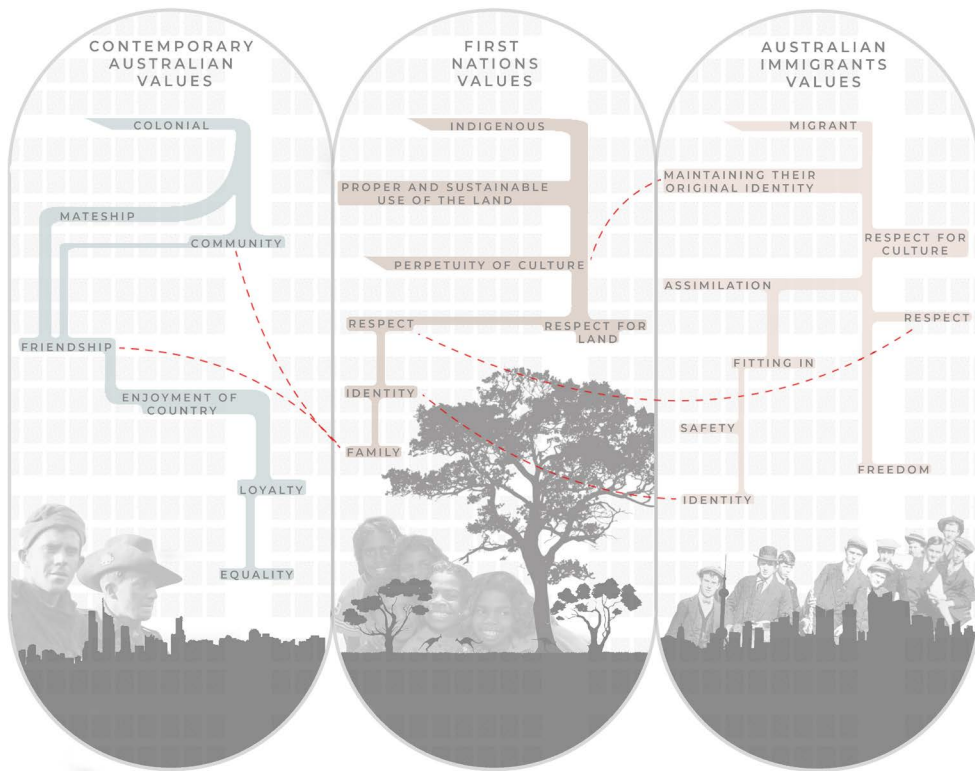 CONTEMPORARY
AUSTRALIAN
VALUES
COLONIAL
MATESHIP
COMMUNITY
FRIENDSHIP
ENJOYMENT OF
COUNTRY
LOYALTY
EQUALITY
FIRST
NATIONS
VALUES
INDIGENOUS
PROPER AND SUSTAINABLE
USE OF THE LAND
PERPETUITY OF CULTURE
RESPECT
RESPECT FOR
LAND
IDENTITY
FAMILY
AUSTRALIAN
IMMIGRANTS
VALUES
MIGRANT
MAINTAINING THEIR
ORIGINAL IDENTITY
RESPECT FOR
CULTURE
ASSIMILATION
RESPECT
FITTING IN
SAFETY
FREEDOM
IDENTITY